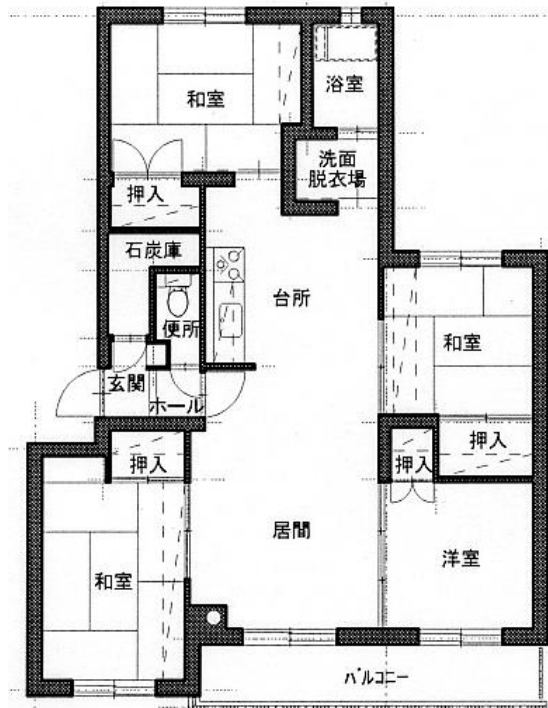 和室
浴室
洗面
脱衣場
押入
石炭庫
便所
台所
和室
玄関
ホール
押入
押入
押入
和室
居間
洋室
バルコニー